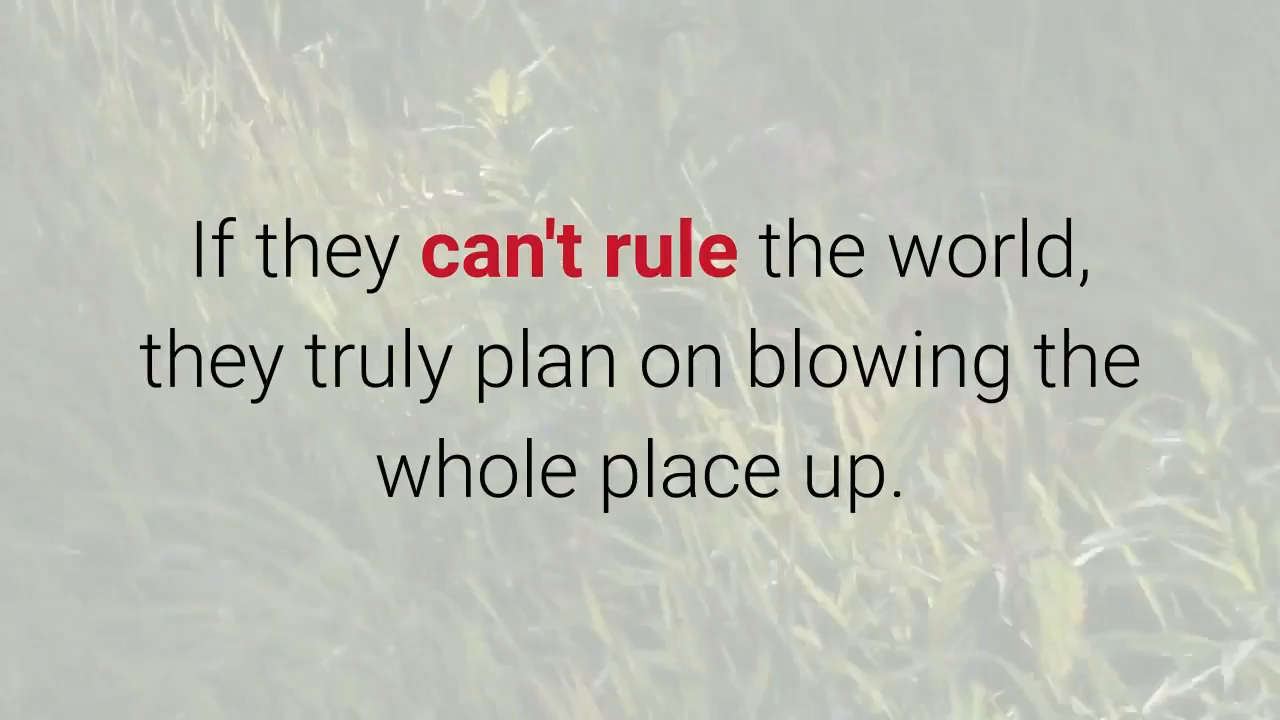 If they can't rule the world,
they truly plan on blowing the
whole place up.